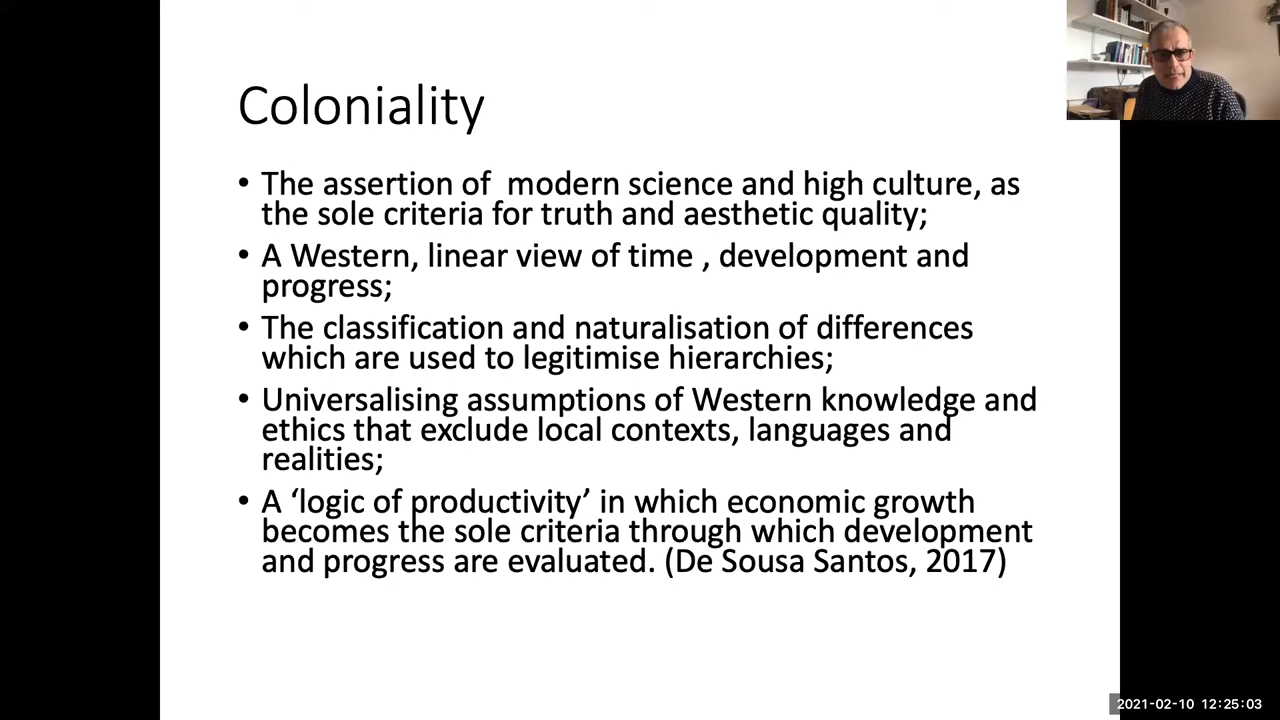 Coloniality
• The assertion of  modern science and high culture, as
the sole criteria for truth and aesthetic quality;
• A Western, linear view of time , development and
progress;
• The classification and naturalisation of differences
which are used to legitimise hierarchies;
• Universalising assumptions of Western knowledge and
ethics that exclude local contexts, languages and
realities;
• A ‘logic of productivity’ in which economic growth
becomes the sole criteria through which development
and progress are evaluated. (De Sousa Santos, 2017)
2021-02-10 12:25:03